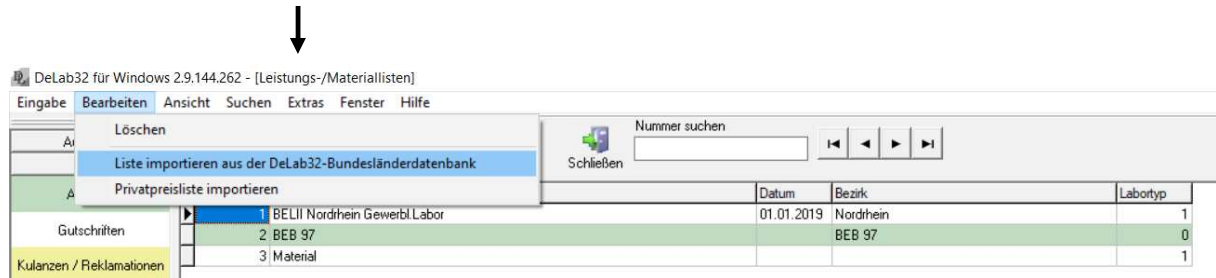 DeLab32 für Windows 2.9.144.262 - [Leistungs-/Materiallisten]
Eingabe Bearbeiten Ansicht Suchen Extras Fenster Hilfe
Löschen
Liste importieren aus der DeLab32-Bundesländerdatenbank
Privatpreisliste importieren
Schließen
Nummer suchen
Datum Bezirk Labortyp
1 BELII Nordrhein Gewerbl.Labor 01.01.2019 Nordrhein 1
2 BEB 97 BEB 97 0
3 Material 1
Gutschriften
Kulanzen / Reklamationen